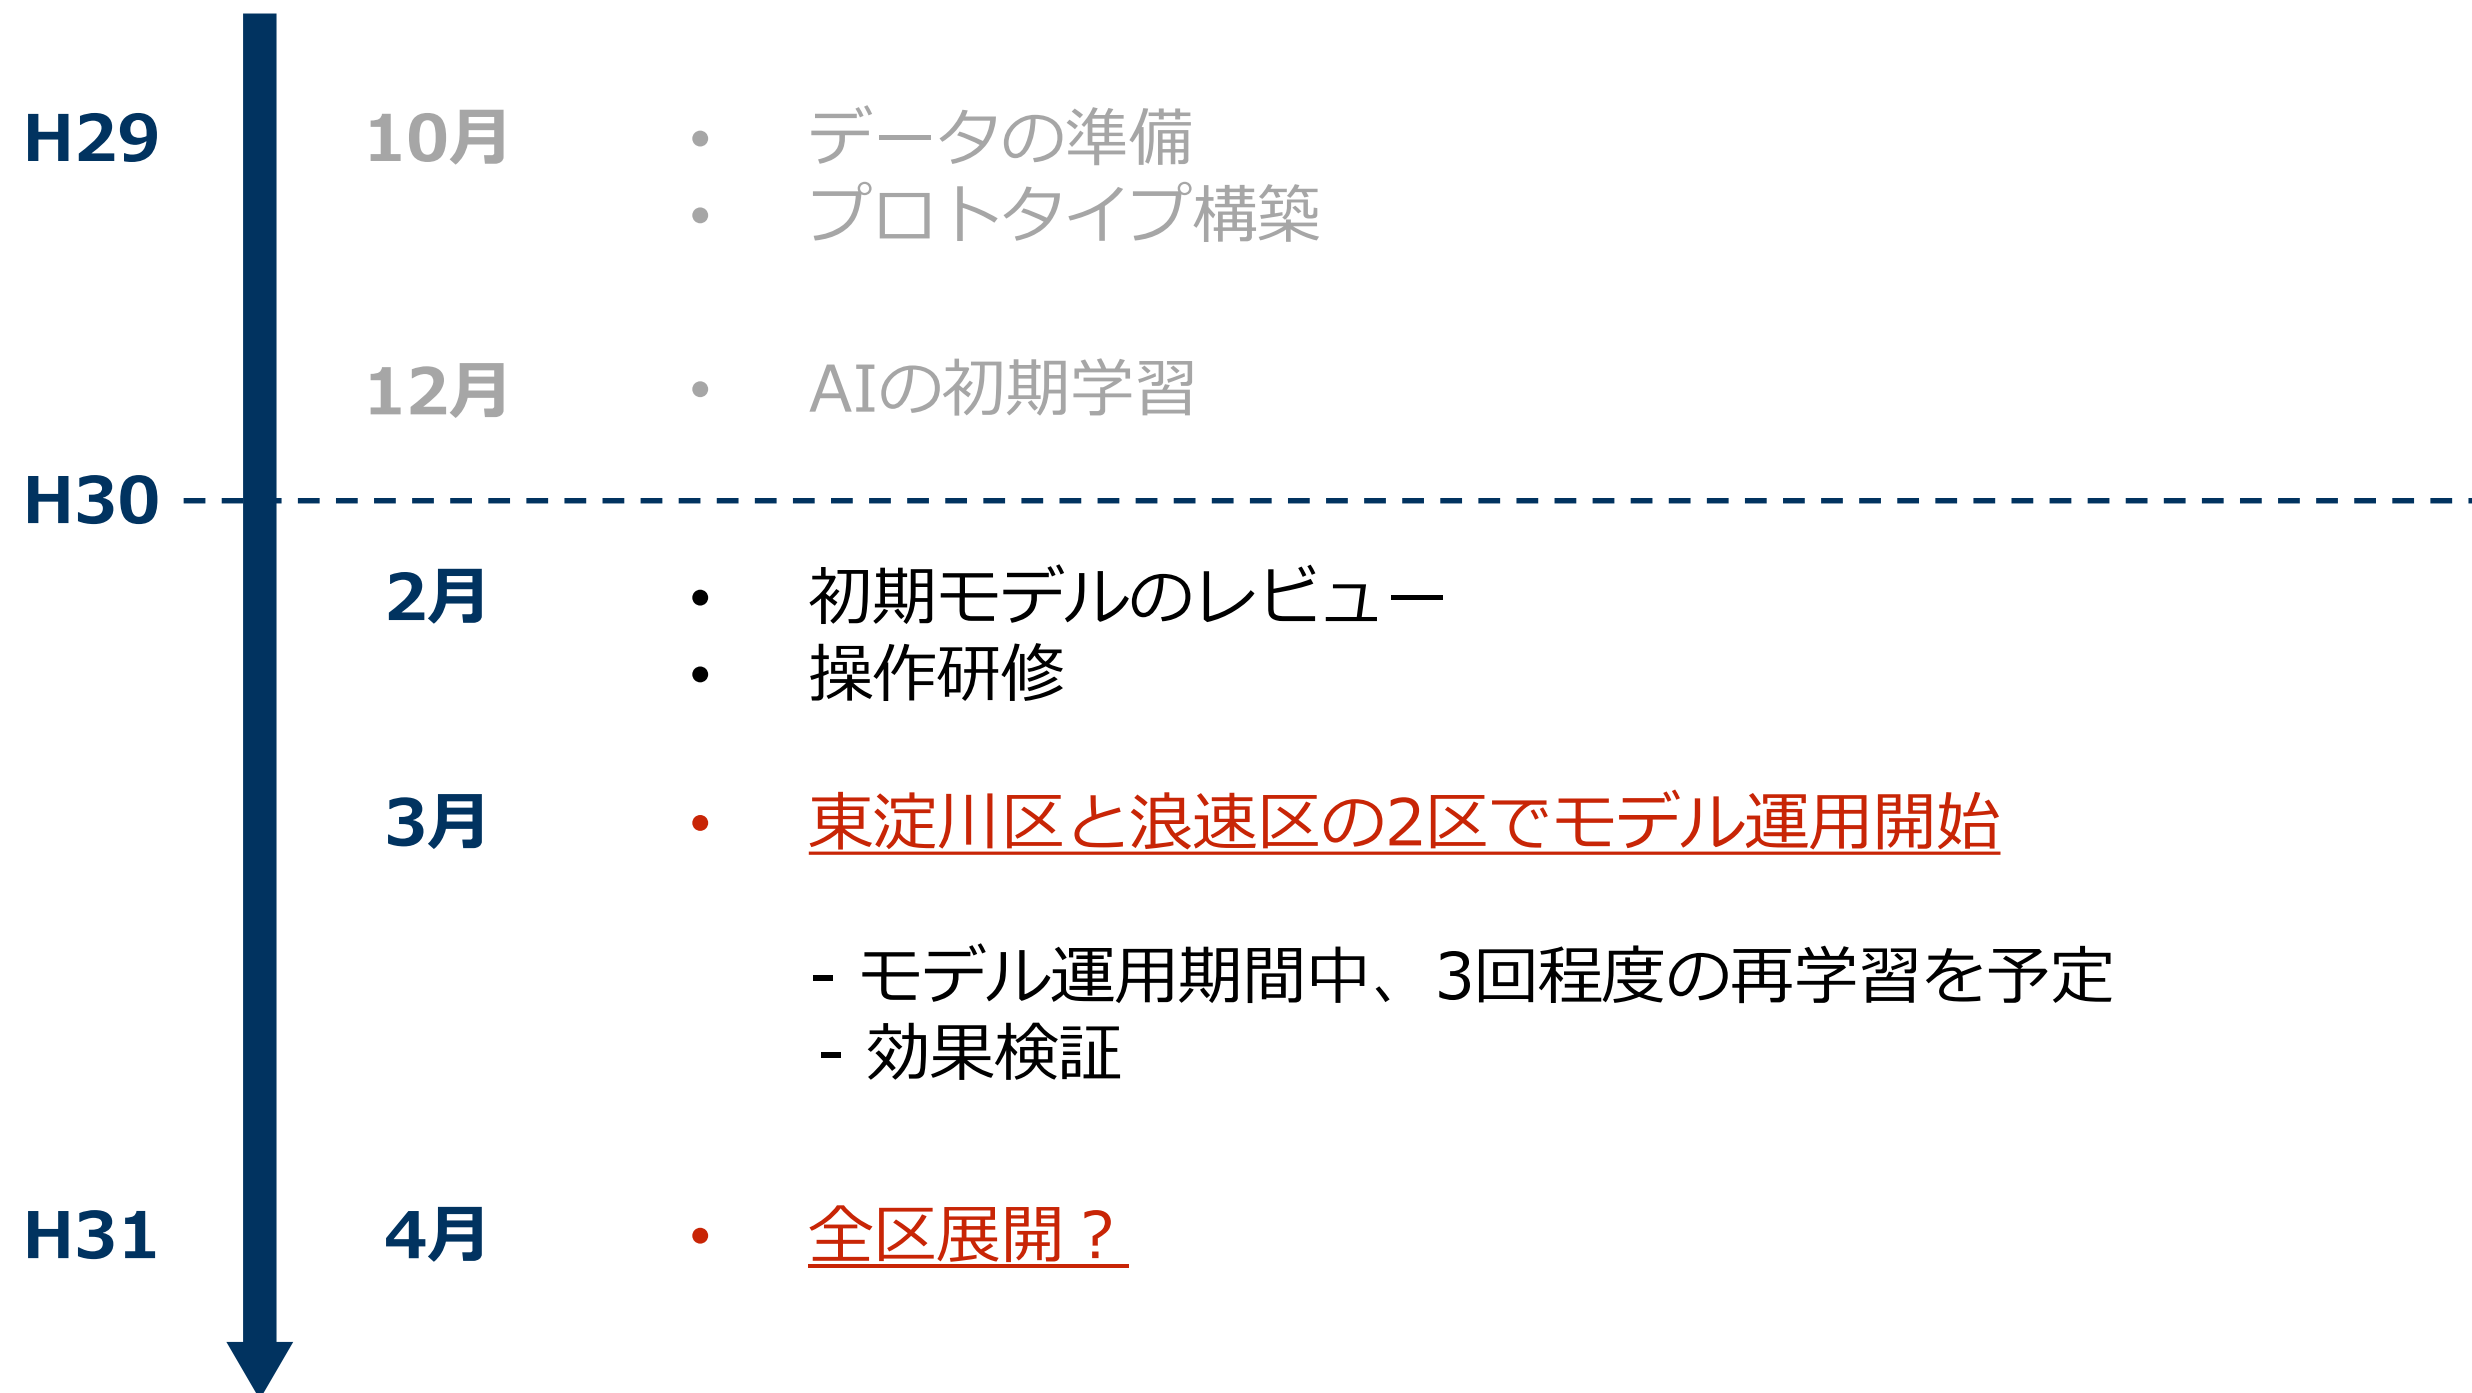 H29 10月 • データの準備
• プロトタイプ構築
12月 • AIの初期学習
H30
2月 • 初期モデルのレビュー
• 操作研修
3月 • 東淀川区と浪速区の2区でモデル運用開始
- モデル運用期間中、3回程度の再学習を予定
- 効果検証
H31 4月 • 全区展開？